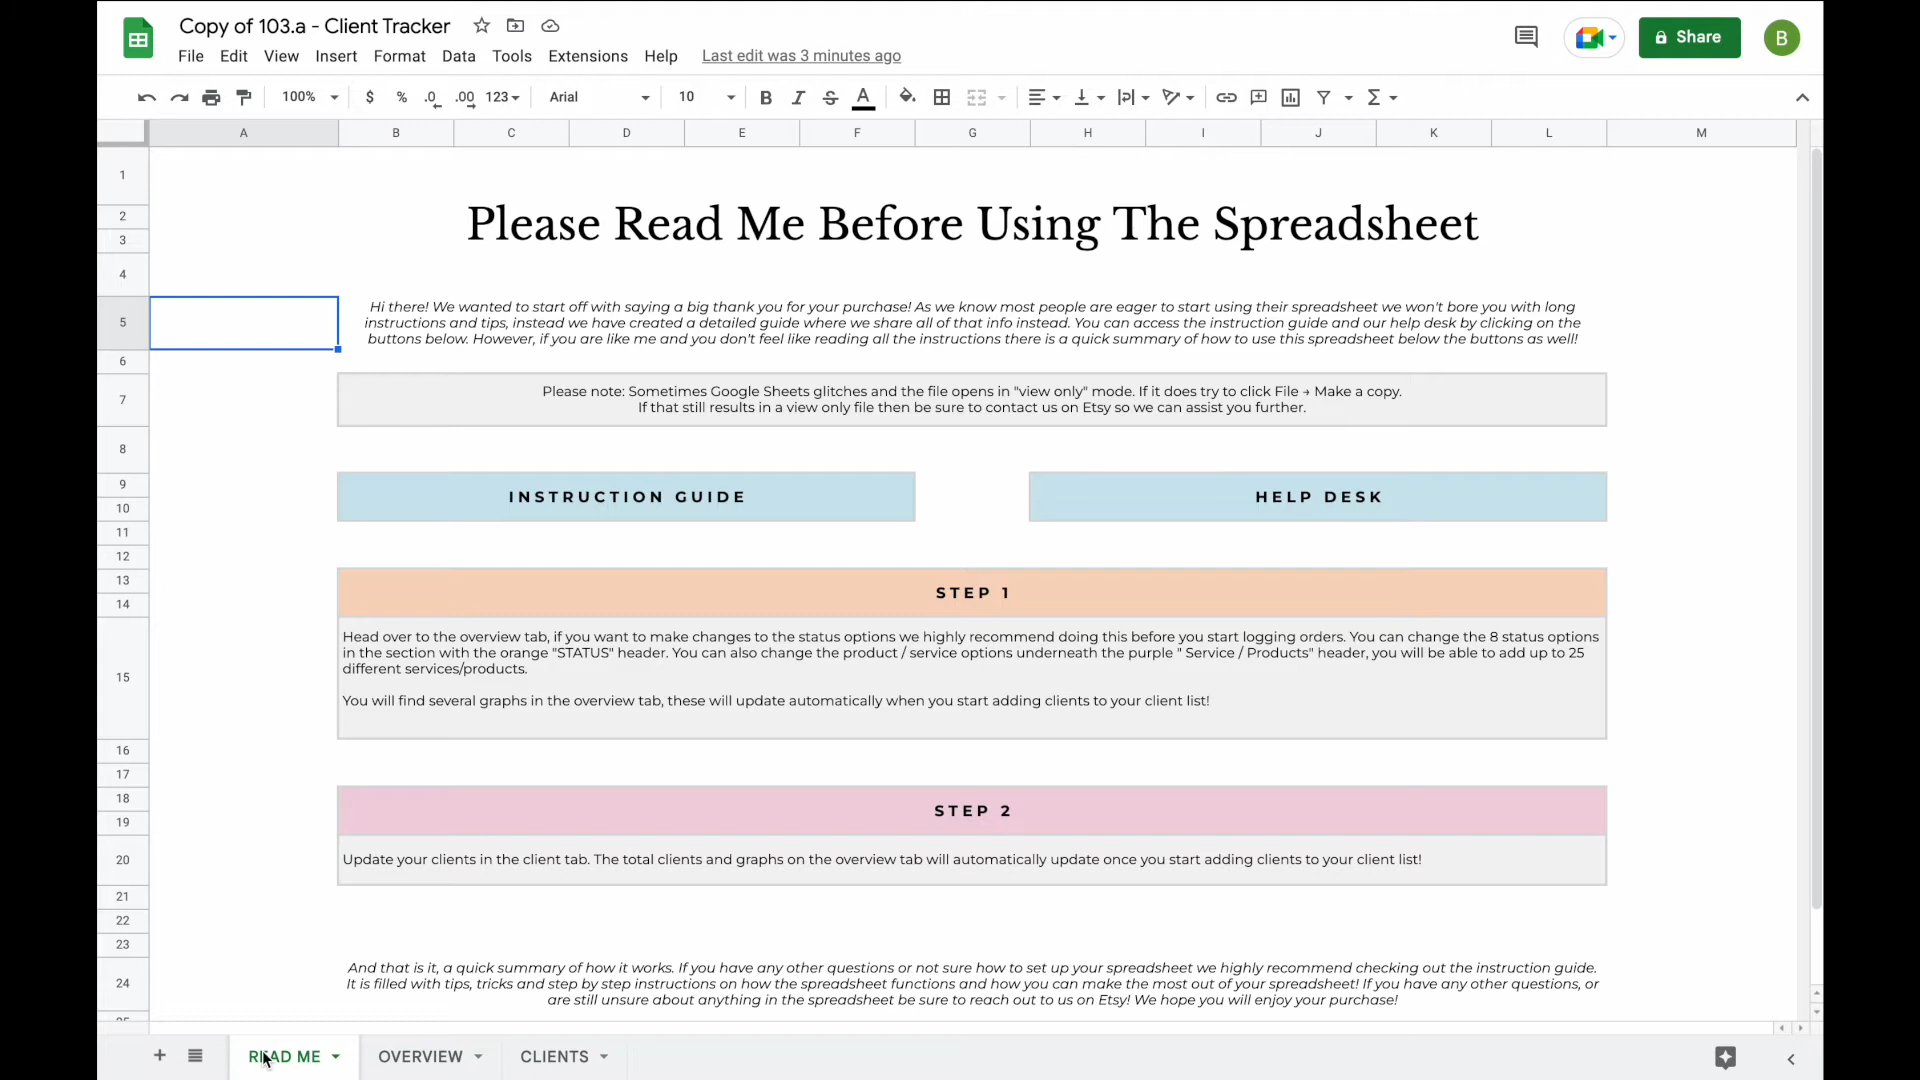 Copy of 103.a - Client Tracker
File Edit View Insert Format Data Tools Extensions Help Last edit was 3 minutes ago
Share
B
100% $ % .0 .00 123 Arial 10 B I S A
A B C D E F G H I J K L M
1
Please Read Me Before Using The Spreadsheet
2
3
4
Hi there! We wanted to start off with saying a big thank you for your purchase! As we know most people are eager to start using their spreadsheet we won't bore you with long
5
instructions and tips, instead we have created a detailed guide where we share all of that info instead. You can access the instruction guide and our help desk by clicking on the
buttons below. However, if you are like me and you don't feel like reading all the instructions there is a quick summary of how to use this spreadsheet below the buttons as well!
6
Please note: Sometimes Google Sheets glitches and the file opens in "view only" mode. If it does try to click File → Make a copy.
7
If that still results in a view only file then be sure to contact us on Etsy so we can assist you further.
8
9
INSTRUCTION GUIDE HELP DESK
10
11
12
13
STEP 1
14
Head over to the overview tab, if you want to make changes to the status options we highly recommend doing this before you start logging orders. You can change the 8 status options
in the section with the orange "STATUS" header. You can also change the product / service options underneath the purple " Service / Products" header, you will be able to add up to 25
different services/products.
15
You will find several graphs in the overview tab, these will update automatically when you start adding clients to your client list!
16
17
18
STEP 2
19
20 Update your clients in the client tab. The total clients and graphs on the overview tab will automatically update once you start adding clients to your client list!
21
22
23
And that is it, a quick summary of how it works. If you have any other questions or not sure how to set up your spreadsheet we highly recommend checking out the instruction guide.
24
It is filled with tips, tricks and step by step instructions on how the spreadsheet functions and how you can make the most out of your spreadsheet! If you have any other questions, or
are still unsure about anything in the spreadsheet be sure to reach out to us on Etsy! We hope you will enjoy your purchase!
READ ME OVERVIEW CLIENTS